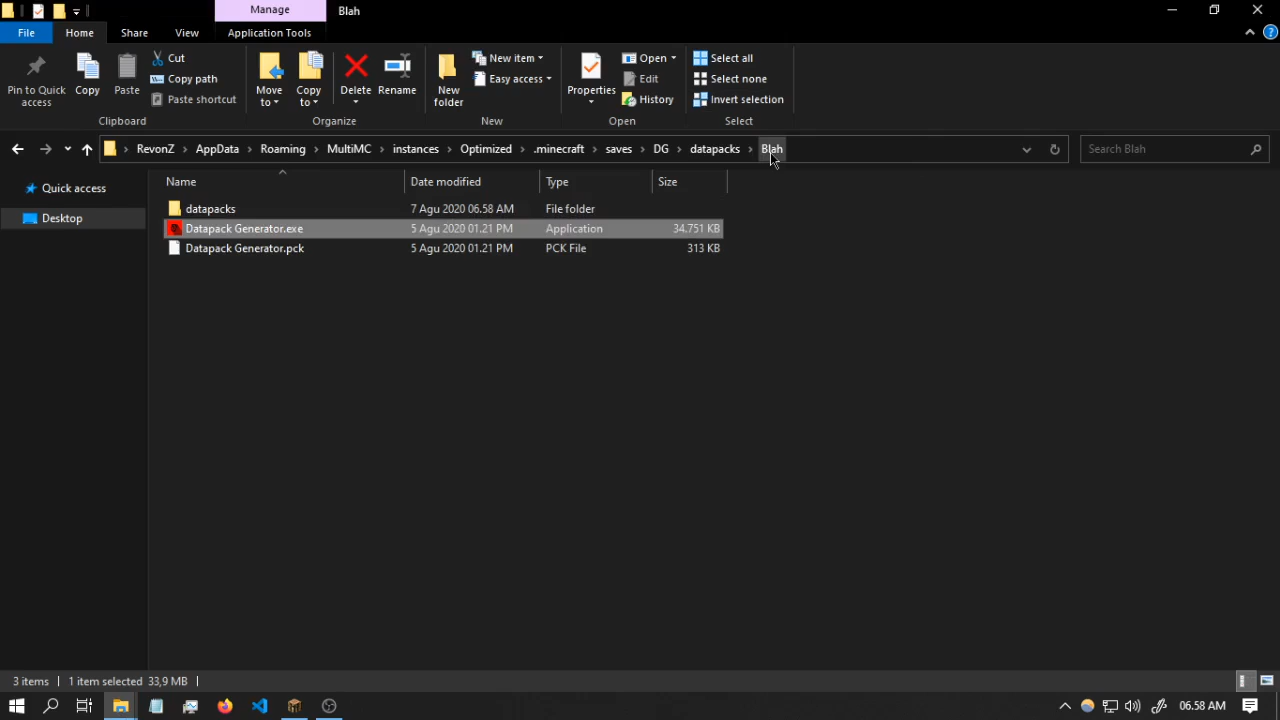 Manage
Blah
File
Home
Share
View
Application Tools
Pin to Quick access
Copy
Paste
Cut
Copy path
Paste shortcut
Clipboard
Move to
Copy to
Delete
Rename
Organize
New folder
New item
Easy access
New
Properties
Open
Edit
History
Open
Select all
Select none
Invert selection
Select
RevonZ > AppData > Roaming > MultiMC > instances > Optimized > .minecraft > saves > DG > datapacks > Blah
Search Blah
Quick access
Desktop
Name Date modified Type Size
datapacks 7 Agu 2020 06.58 AM File folder
Datapack Generator.exe 5 Agu 2020 01.21 PM Application 34.751 KB
Datapack Generator.pck 5 Agu 2020 01.21 PM PCK File 313 KB
3 items 1 item selected 33,9 MB
06.58 AM